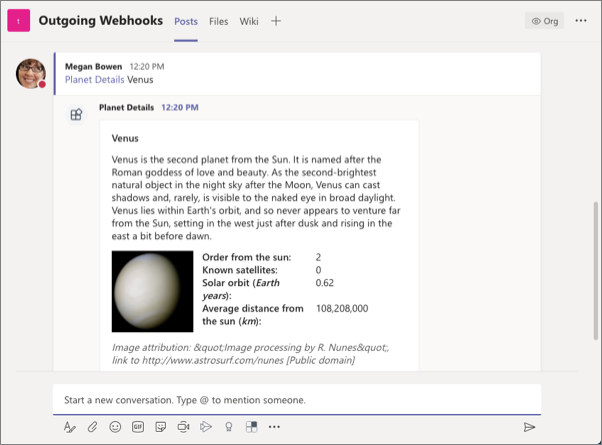 t Outgoing Webhooks Posts Files Wiki Org
Megan Bowen 12:20 PM
Planet Details Venus
Planet Details 12:20 PM
Venus
Venus is the second planet from the Sun. It is named after the
Roman goddess of love and beauty. As the second-brightest
natural object in the night sky after the Moon, Venus can cast
shadows and, rarely, is visible to the naked eye in broad daylight.
Venus lies within Earth's orbit, and so never appears to venture far
from the Sun, setting in the west just after dusk and rising in the
east a bit before dawn.
Order from the sun: 2
Known satellites: 0
Solar orbit (Earth 0.62
years):
Average distance from 108,208,000
the sun (km):
Image attribution: &quot;Image processing by R. Nunes&quot;,
link to http://www.astrosurf.com/nunes [Public domain]
Start a new conversation. Type @ to mention someone.
GIF